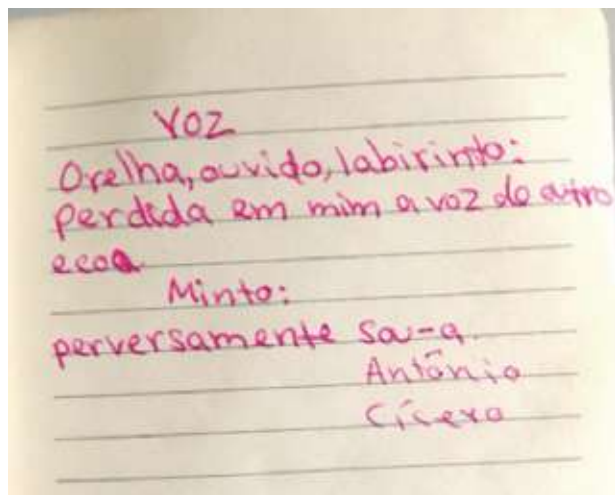 VOZ
Orelha, ouvido, labirinto:
perdida em mim a voz do outro
ecoa
Minto:
perversamente sou-a.
Antônio
Cícero